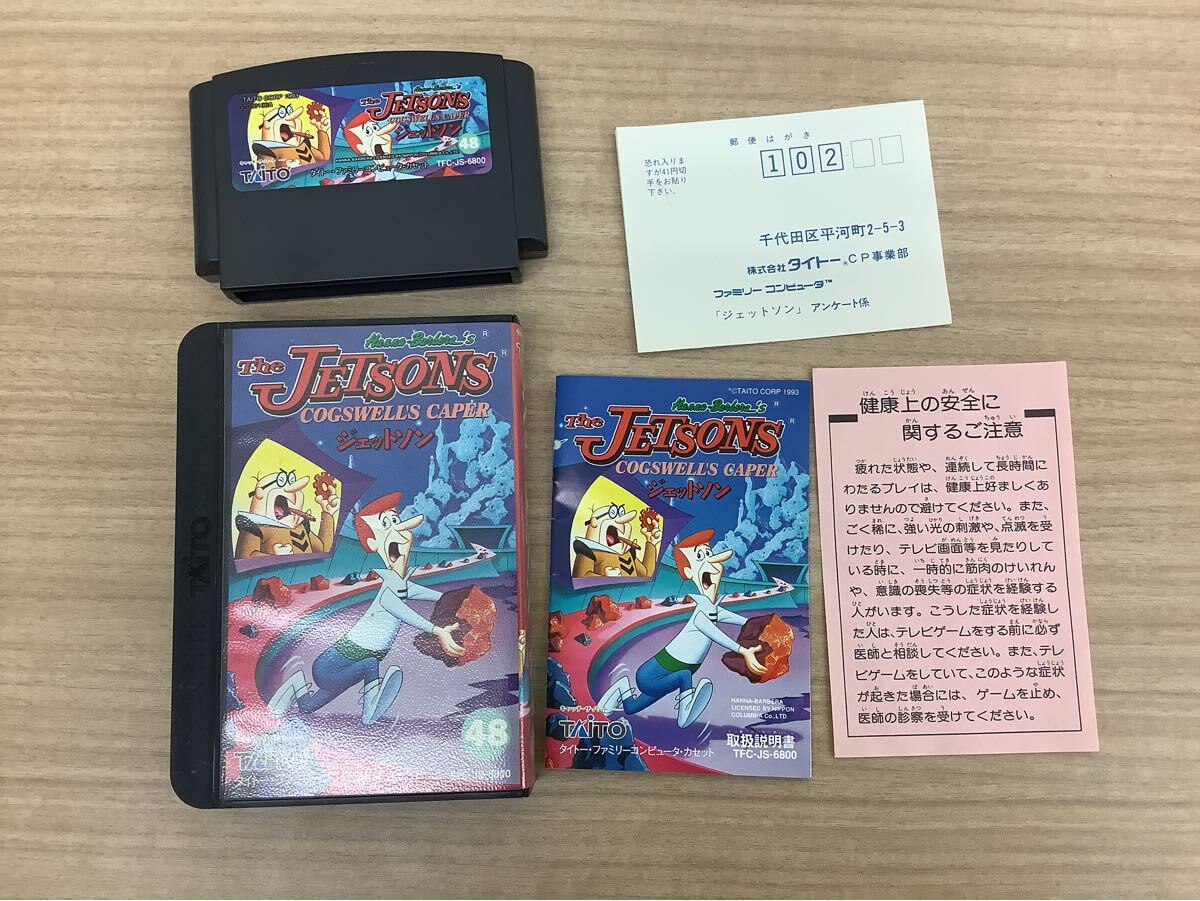 TAITO CORP 1993
Hanna-Barbera's
The JETSONS
COGSWELL'S CAPER
ジェットソン
48
HANNA-BARBERA LICENSED BY NIPPON
COLUMBIA Co.,LTD.
TAITO
TFC-JS-6800
タイトー・ファミリーコンピュータ・カセット
郵便はがき
102
恐れ入りま
すが41円切
手をお貼り
下さい。
千代田区平河町2-5-3
株式会社タイトー®CP事業部
ファミリーコンピュータ™
「ジェットソン」アンケート係
TAITO
Hanna-Barbera's®
The JETSONS®
COGSWELL'S CAPER
ジェットソン
48
TAITO
©TAITO CORP 1993
Hanna-Barbera's®
The JETSONS®
COGSWELL'S CAPER
ジェットソン
HANNA-BARBERA
LICENSED BY NIPPON
COLUMBIA Co.,LTD.
キャッチ・ザ・ハート
TAITO
タイトー・ファミリーコンピュータ・カセット
取扱説明書
TFC-JS-6800
健康上の安全に
関するご注意
疲れた状態や、連続して長時間に
わたるプレイは、健康上好ましくあ
りませんので避けてください。また、
ごく稀に、強い光の刺激や、点滅を受
けたり、テレビ画面等を見たりして
いる時に、一時的に筋肉のけいれん
や、意識の喪失等の症状を経験する
人がいます。こうした症状を経験し
た人は、テレビゲームをする前に必ず
医師と相談してください。また、テレ
ビゲームをしていて、このような症状
が起きた場合には、ゲームを止め、
医師の診察を受けてください。